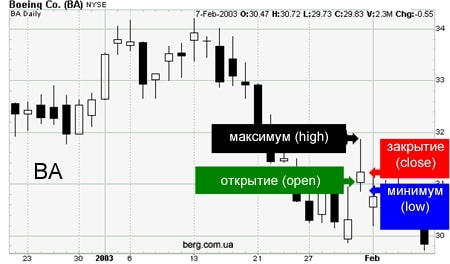 Boeing Co. (BA) NYSE
BA Daily
7-Feb-2003 O:30.47 H:30.72 L:29.73 C:29.83 V:2.3M Chg:-0.55
34
33
32
31
30
максимум (high)
закрытие
(close)
открытие (open)
минимум
(low)
BA
berg.com.ua
23
30
2003
6
13
21
27
Feb